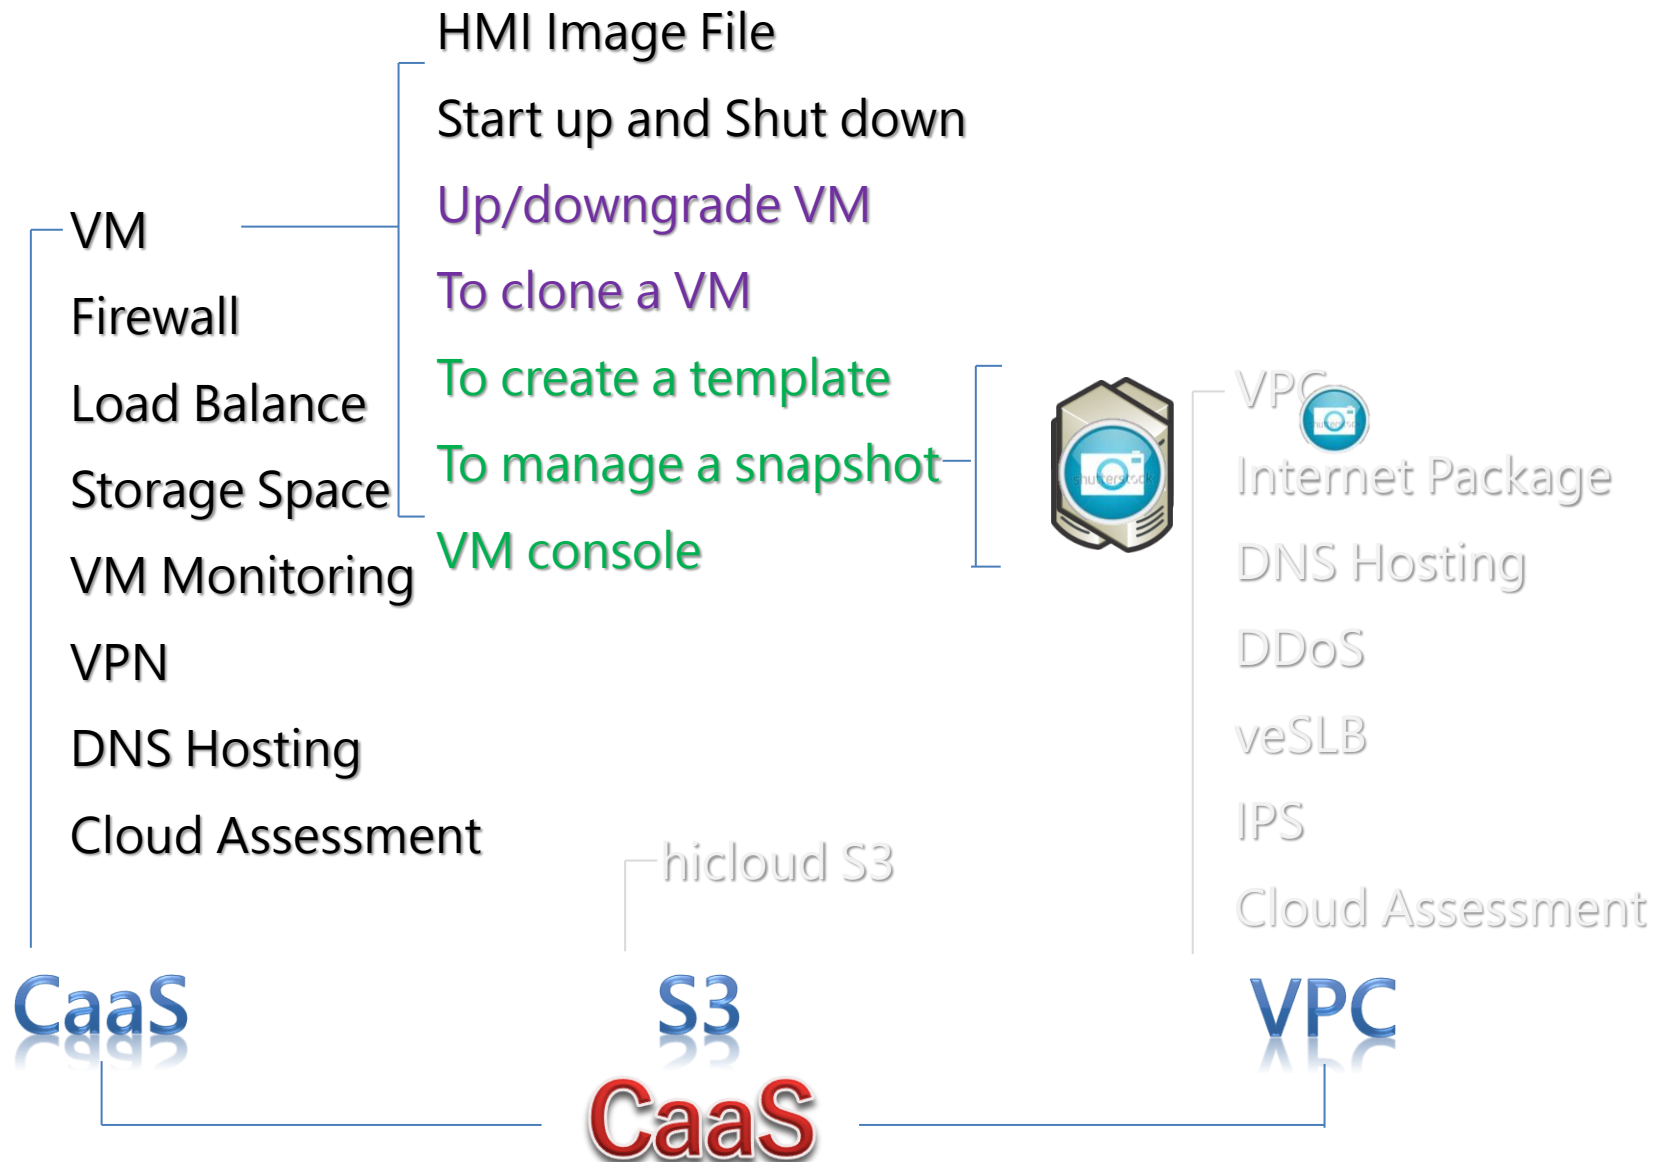 HMI Image File
Start up and Shut down
Up/downgrade VM
To clone a VM
To create a template
To manage a snapshot
VM console
VM
Firewall
Load Balance
Storage Space
VM Monitoring
VPN
DNS Hosting
Cloud Assessment
shutterstock
hicloud S3
VPC
shutterstock
Internet Package
DNS Hosting
DDoS
veSLB
IPS
Cloud Assessment
CaaS
S3
VPC
CaaS